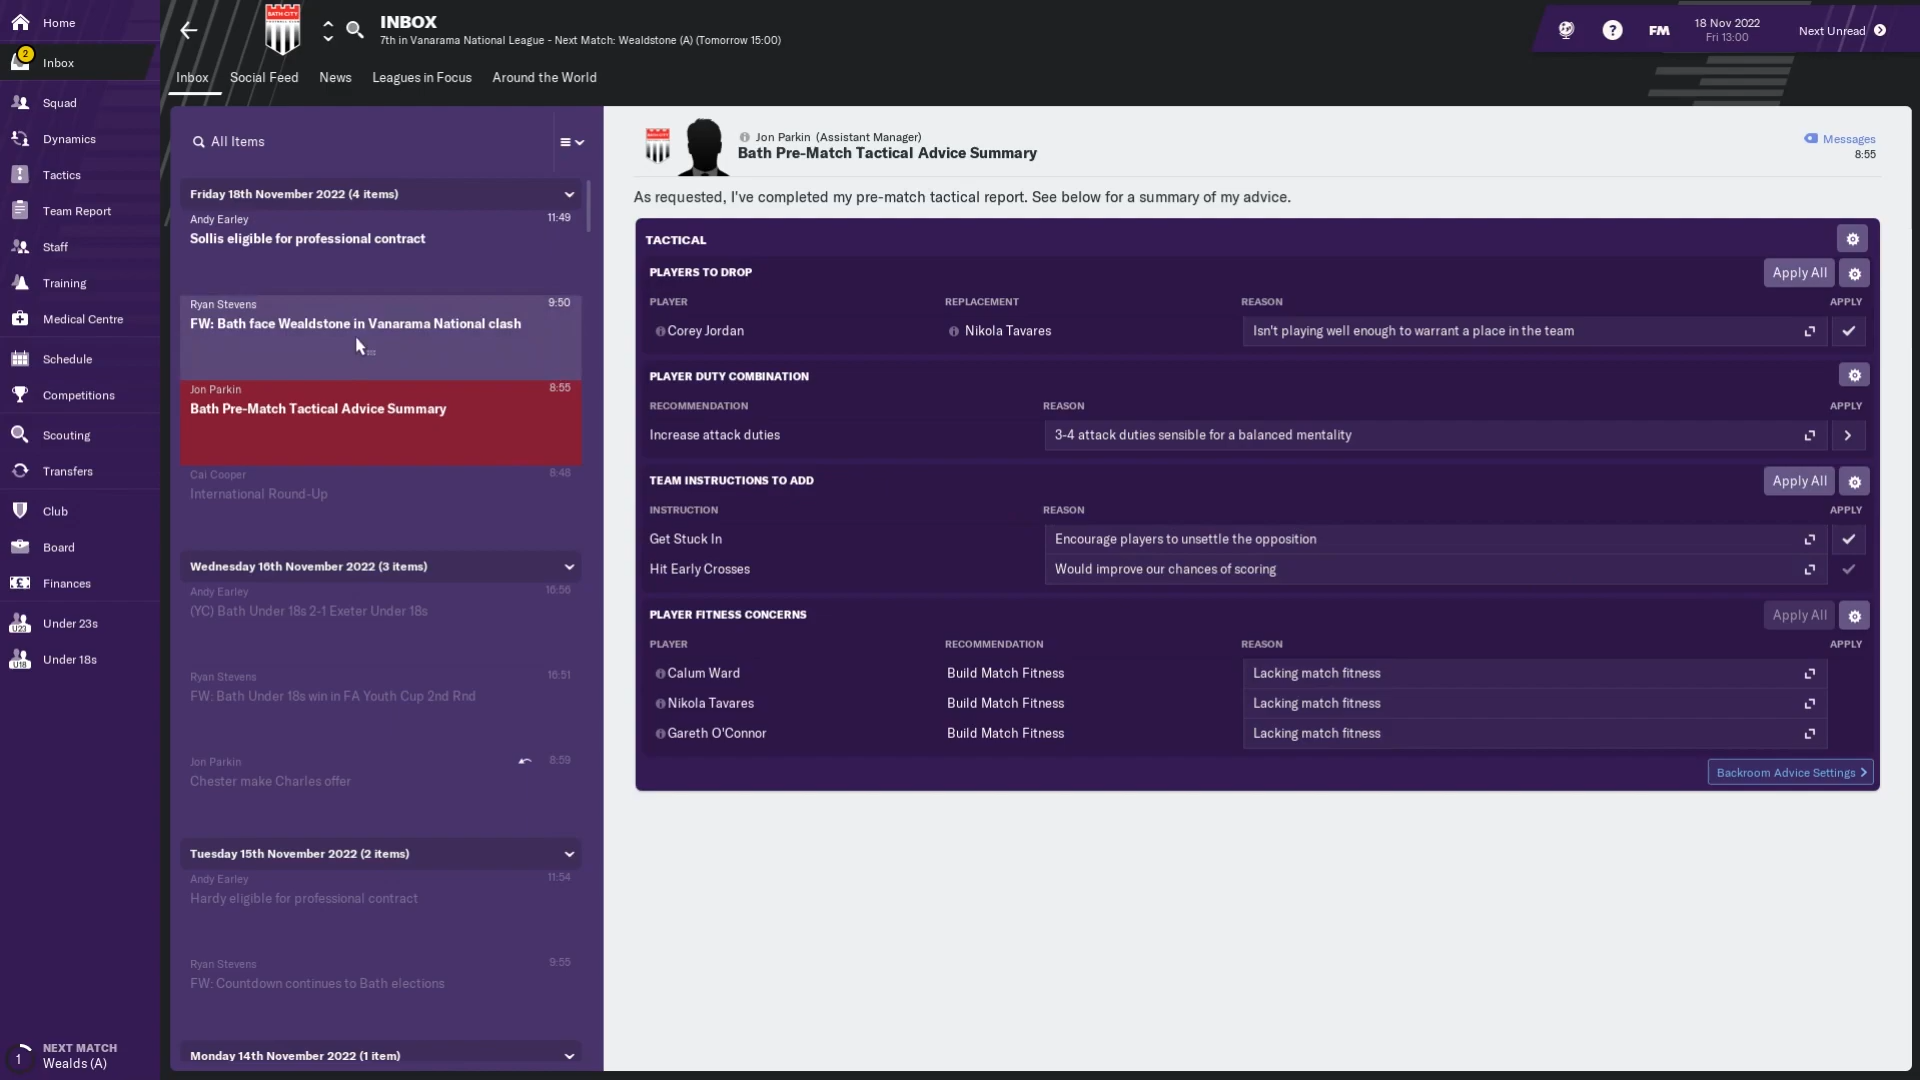 Home
Inbox
2
Squad
Dynamics
Tactics
Team Report
Staff
Training
Medical Centre
Schedule
Competitions
Scouting
Transfers
Club
Board
Finances
U23
Under 23s
U18
Under 18s
1
NEXT MATCH
Wealds (A)
BATH CITY
INBOX
7th in Vanarama National League - Next Match: Wealdstone (A) (Tomorrow 15:00)
FM
18 Nov 2022
Fri 13:00
Next Unread
Inbox Social Feed News Leagues in Focus Around the World
All Items
Friday 18th November 2022 (4 items)
Andy Earley 11:49
Sollis eligible for professional contract
Ryan Stevens 9:50
FW: Bath face Wealdstone in Vanarama National clash
Jon Parkin 8:55
Bath Pre-Match Tactical Advice Summary
Cai Cooper 8:48
International Round-Up
Wednesday 16th November 2022 (3 items)
Andy Earley 16:56
(YC) Bath Under 18s 2-1 Exeter Under 18s
Ryan Stevens 16:51
FW: Bath Under 18s win in FA Youth Cup 2nd Rnd
Jon Parkin 8:59
Chester make Charles offer
Tuesday 15th November 2022 (2 items)
Andy Earley 11:54
Hardy eligible for professional contract
Ryan Stevens 9:55
FW: Countdown continues to Bath elections
Monday 14th November 2022 (1 item)
Jon Parkin (Assistant Manager)
Bath Pre-Match Tactical Advice Summary
Messages
8:55
As requested, I've completed my pre-match tactical report. See below for a summary of my advice.
TACTICAL
PLAYERS TO DROP Apply All
PLAYER REPLACEMENT REASON APPLY
Corey Jordan Nikola Tavares Isn't playing well enough to warrant a place in the team
PLAYER DUTY COMBINATION
RECOMMENDATION REASON APPLY
Increase attack duties 3-4 attack duties sensible for a balanced mentality
TEAM INSTRUCTIONS TO ADD Apply All
INSTRUCTION REASON APPLY
Get Stuck In Encourage players to unsettle the opposition
Hit Early Crosses Would improve our chances of scoring
PLAYER FITNESS CONCERNS Apply All
PLAYER RECOMMENDATION REASON APPLY
Calum Ward Build Match Fitness Lacking match fitness
Nikola Tavares Build Match Fitness Lacking match fitness
Gareth O'Connor Build Match Fitness Lacking match fitness
Backroom Advice Settings